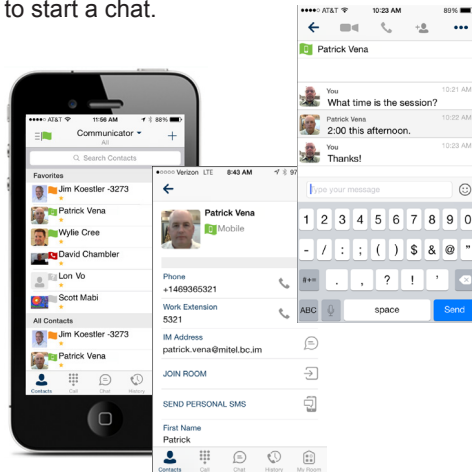 to start a chat.
AT&T 11:56 AM 88%
Communicator
All
Search Contacts
Favorites
Jim Koestler -3273
Patrick Vena
Wylie Cree
David Chambler
Lon Vo
Scott Mabi
All Contacts
Jim Koestler -3273
Patrick Vena
Contacts Call Chat History
Verizon LTE 8:43 AM 97
Patrick Vena
Mobile
Phone
+1469365321
Work Extension
5321
IM Address
patrick.vena@mitel.bc.im
JOIN ROOM
SEND PERSONAL SMS
First Name
Patrick
Contacts Call Chat History My Room
AT&T 10:23 AM 89%
Patrick Vena
You 10:21 AM
What time is the session?
Patrick Vena 10:22 AM
2:00 this afternoon.
You 10:23 AM
Thanks!
Type your message
1 2 3 4 5 6 7 8 9 0
- / : ; ( ) $ & @ "
#+= . , ? ! '
ABC space Send